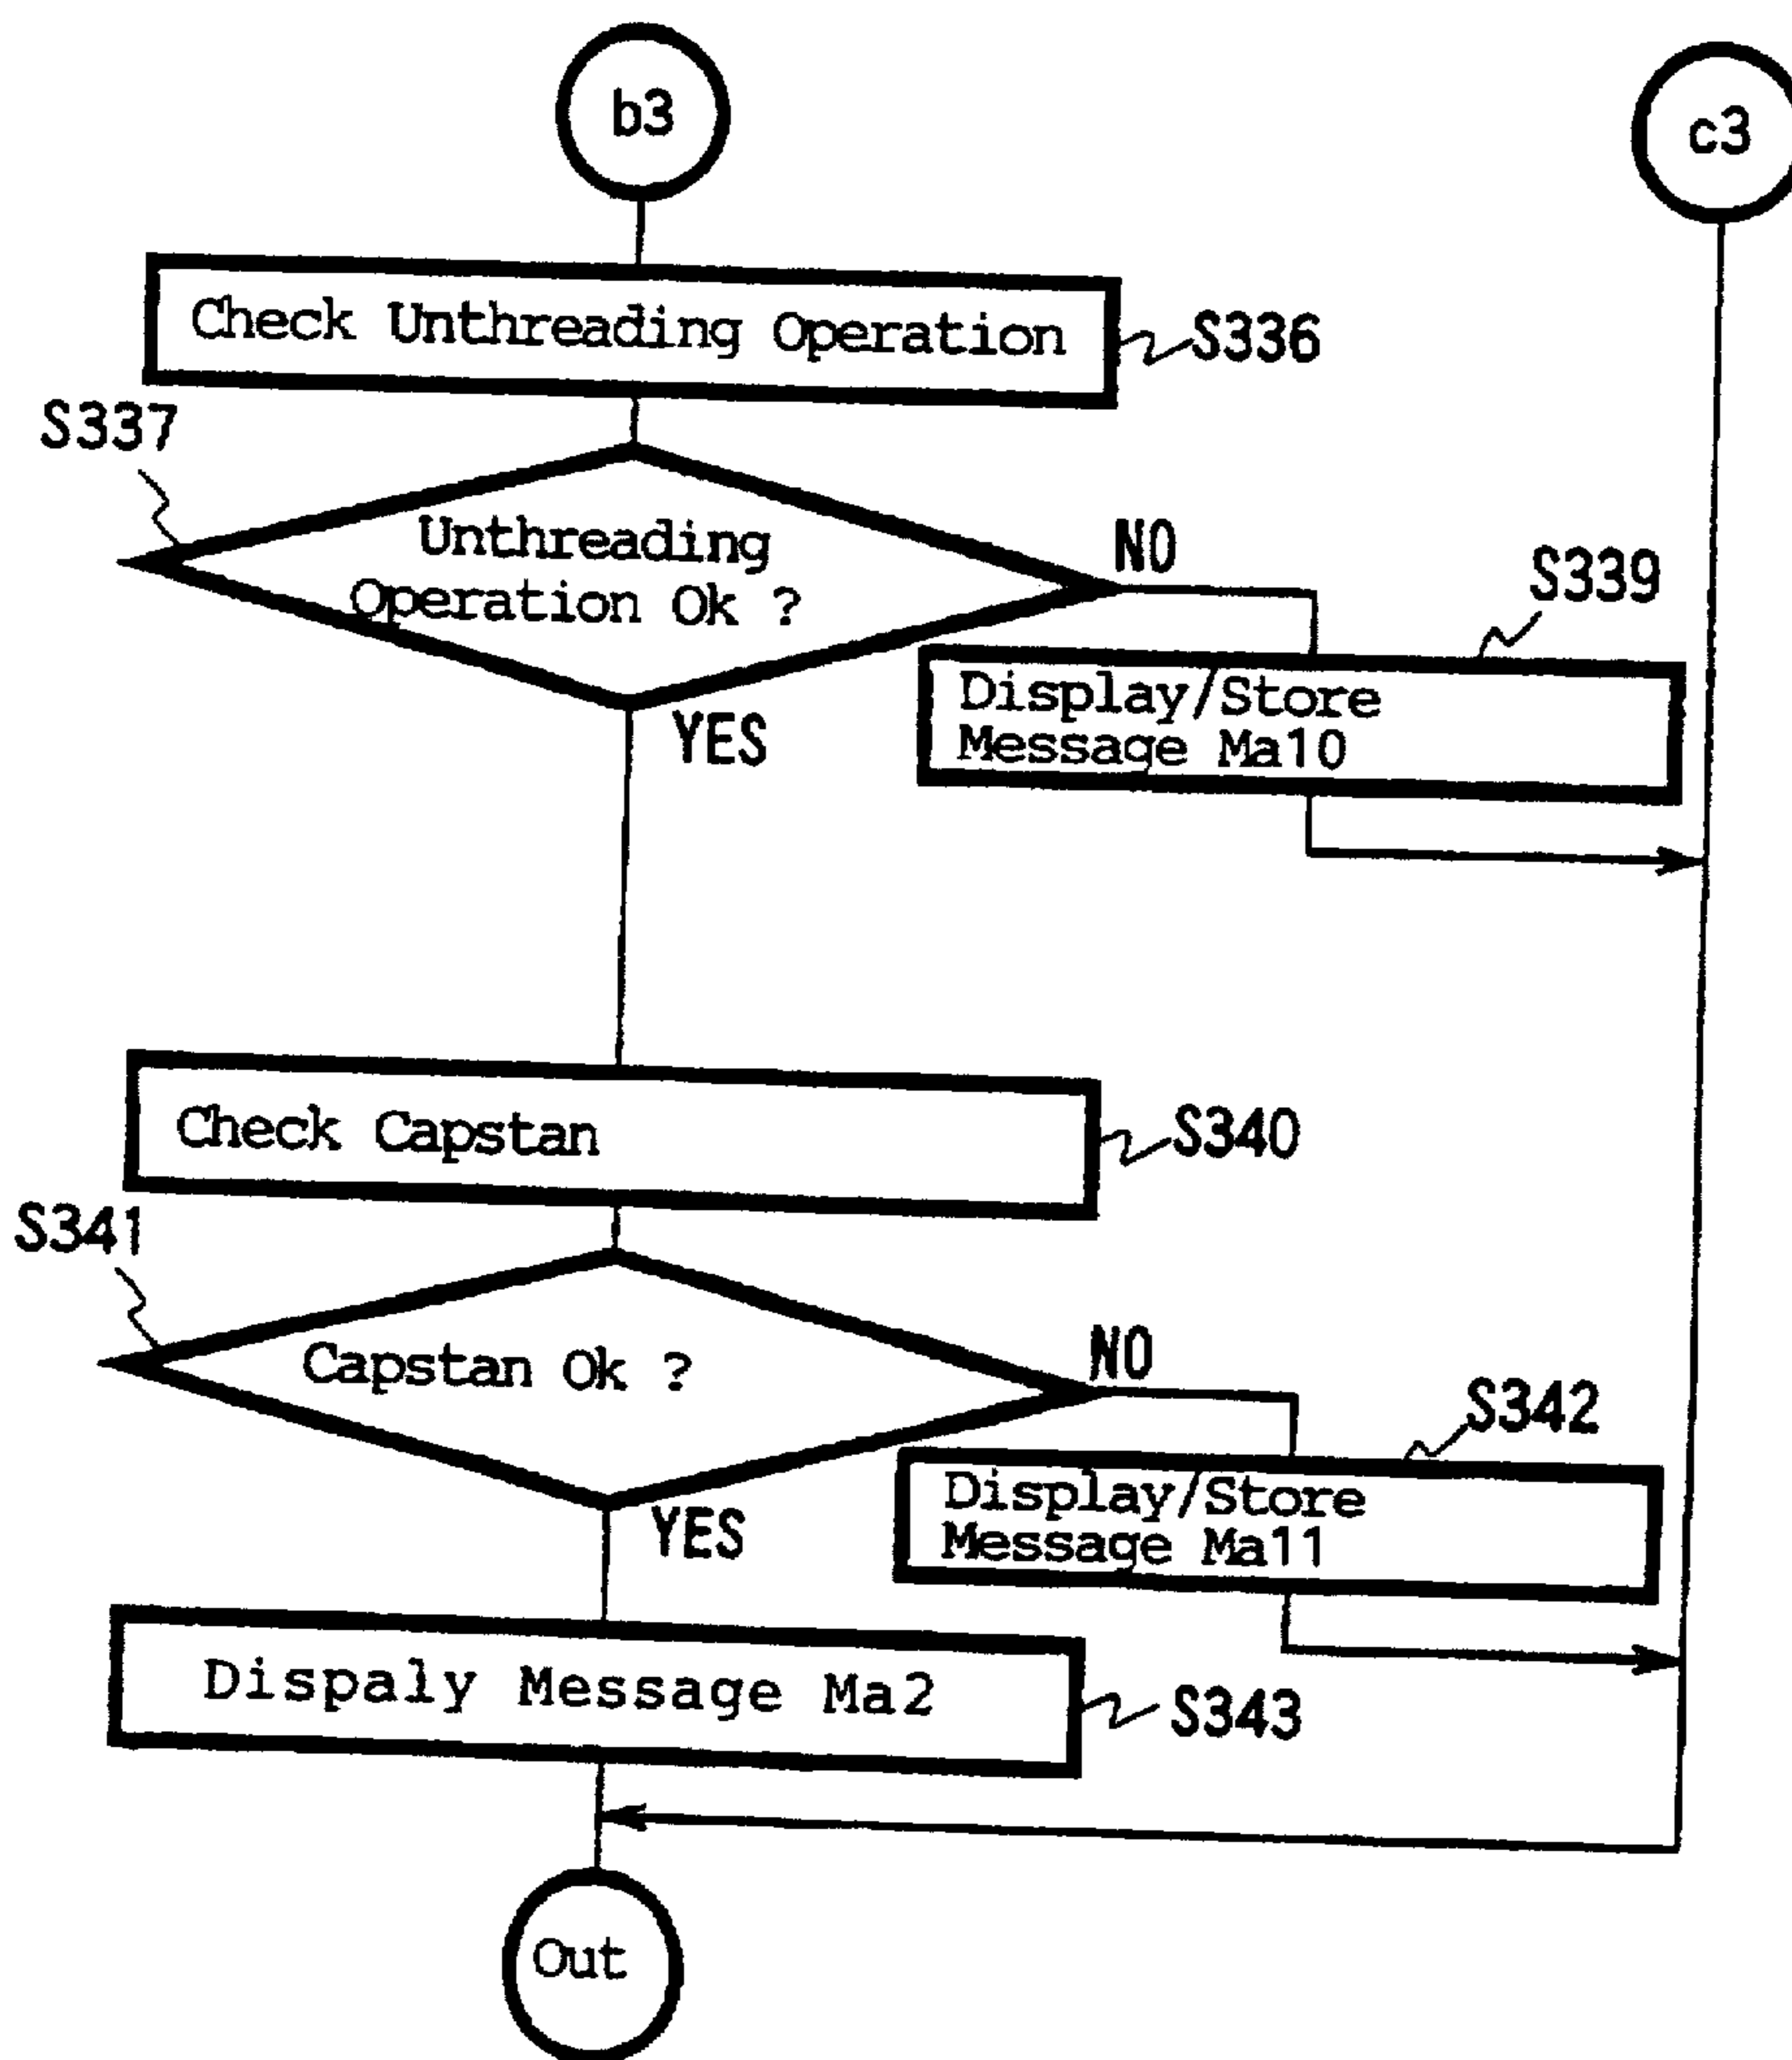 b3
c3
Check Unthreading Operation
S336
S337
Unthreading
Operation Ok ?
NO
S339
Display/Store
Message Ma10
YES
Check Capstan
S340
S341
Capstan Ok ?
NO
S342
Display/Store
Message Ma11
YES
Dispaly Message Ma2
S343
Out